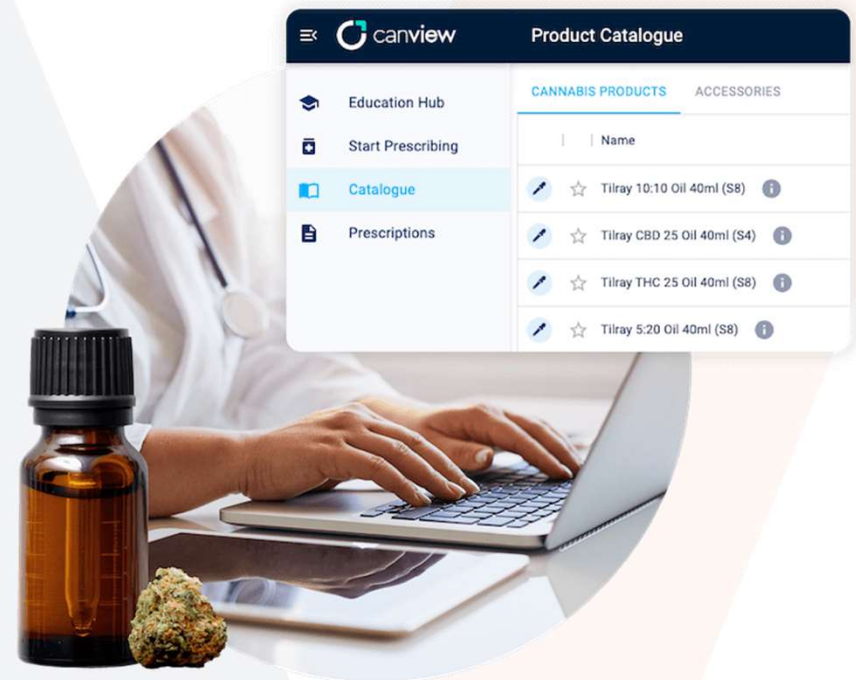 canview
Product Catalogue
Education Hub
Start Prescribing
Catalogue
Prescriptions
CANNABIS PRODUCTS
ACCESSORIES
Name
Tilray 10:10 Oil 40ml (S8)
Tilray CBD 25 Oil 40ml (S4)
Tilray THC 25 Oil 40ml (S8)
Tilray 5:20 Oil 40ml (S8)